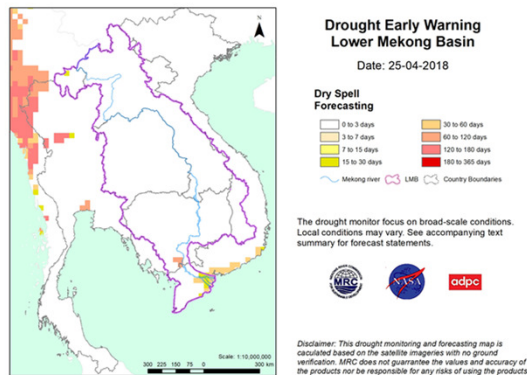 N
Drought Early Warning
Lower Mekong Basin
Date: 25-04-2018
Dry Spell
Forecasting
0 to 3 days
3 to 7 days
7 to 15 days
15 to 30 days
30 to 60 days
60 to 120 days
120 to 180 days
180 to 365 days
Mekong river
LMB
Country Boundaries
The drought monitor focus on broad-scale conditions.
Local conditions may vary. See accompanying text
summary for forecast statements.
MRC
NASA
adpc
Scale: 1:10,000,000
300 225 150 75 0 300 km
Disclaimer: This drought monitoring and forecasting map is
caculated based on the satellite imageries with no ground
verification. MRC does not guarrantee the values and accuracy of
the products nor be responsible for any risks of using the products